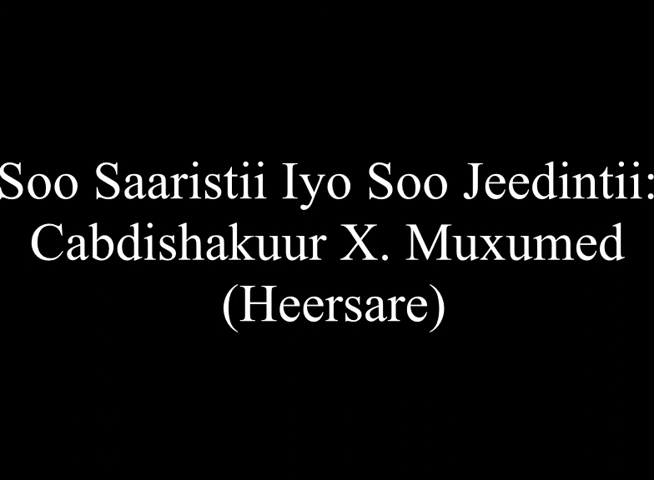 Soo Saaristii Iyo Soo Jeedintii:
Cabdishakuur X. Muxumed
(Heersare)